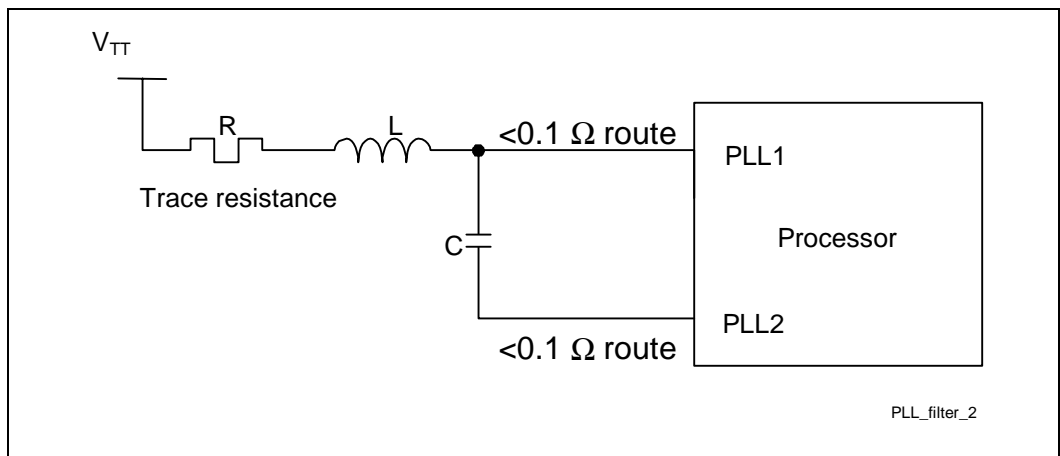 V_TT
R
L
<0.1 Ω route
PLL1
Trace resistance
Processor
C
PLL2
<0.1 Ω route
PLL_filter_2